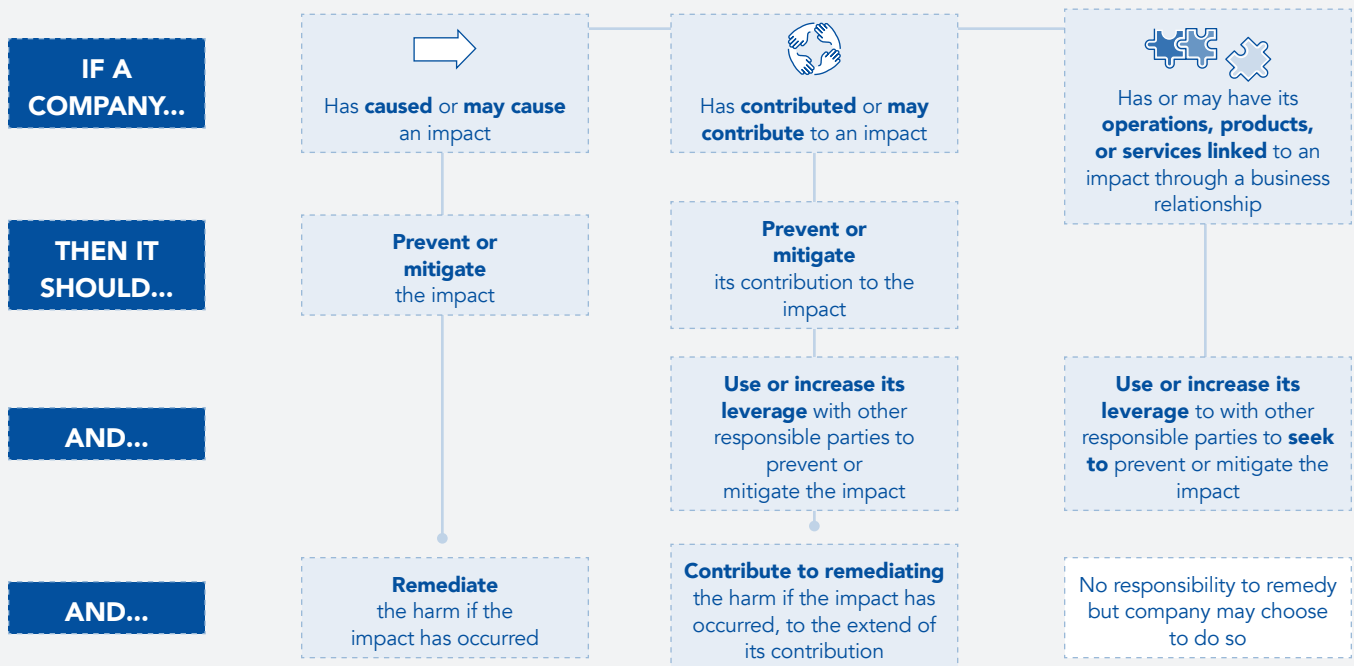 IF A
COMPANY...
Has caused or may cause
an impact
Has contributed or may
contribute to an impact
Has or may have its
operations, products,
or services linked to an
impact through a business
relationship
THEN IT
SHOULD...
Prevent or
mitigate
the impact
Prevent or
mitigate
its contribution to the
impact
AND...
Use or increase its
leverage with other
responsible parties to
prevent or
mitigate the impact
Use or increase its
leverage to with other
responsible parties to seek
to prevent or mitigate the
impact
AND...
Remediate
the harm if the
impact has occurred
Contribute to remediating
the harm if the impact has
occurred, to the extend of
its contribution
No responsibility to remedy
but company may choose
to do so